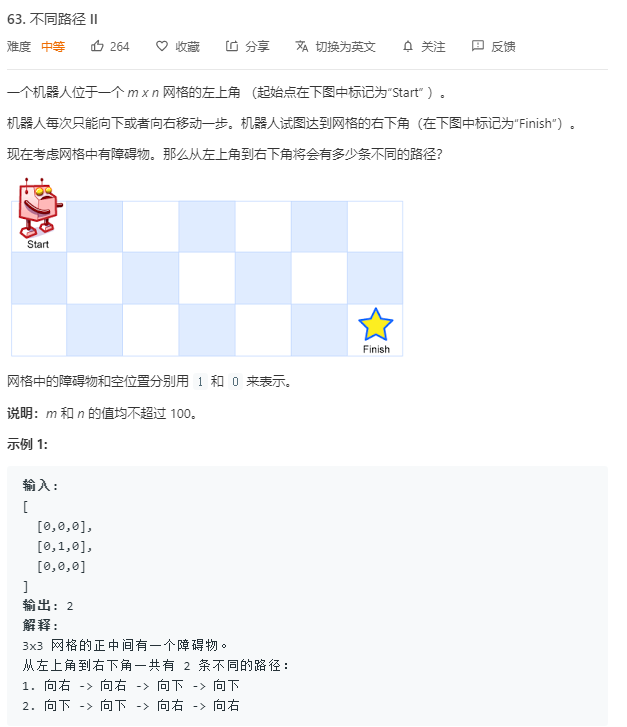 63. 不同路径 II
难度 中等 264 收藏 分享 切换为英文 关注 反馈
一个机器人位于一个 m x n 网格的左上角 （起始点在下图中标记为“Start” ）。
机器人每次只能向下或者向右移动一步。机器人试图达到网格的右下角（在下图中标记为“Finish”）。
现在考虑网格中有障碍物。那么从左上角到右下角将会有多少条不同的路径？
Start
Finish
网格中的障碍物和空位置分别用 1 和 0 来表示。
说明：m 和 n 的值均不超过 100。
示例 1:
输入:
[
[0,0,0],
[0,1,0],
[0,0,0]
]
输出: 2
解释:
3x3 网格的正中间有一个障碍物。
从左上角到右下角一共有 2 条不同的路径:
1. 向右 -> 向右 -> 向下 -> 向下
2. 向下 -> 向下 -> 向右 -> 向右